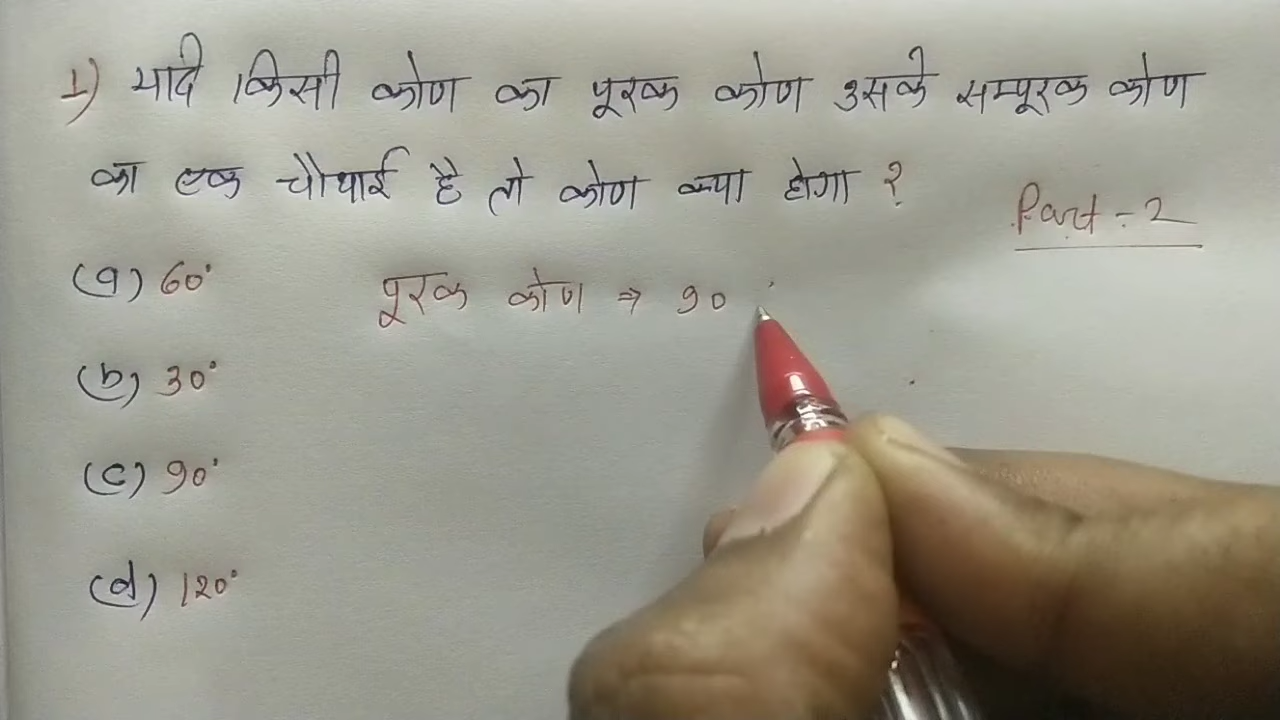 1) यदि किसी कोण का पूरक कोण उसके सम्पूरक कोण
का एक चौथाई है तो कोण क्या होगा ?
Part - 2
(a) 60°
पूरक कोण ⇒ 90
(b) 30°
(c) 90°
(d) 120°